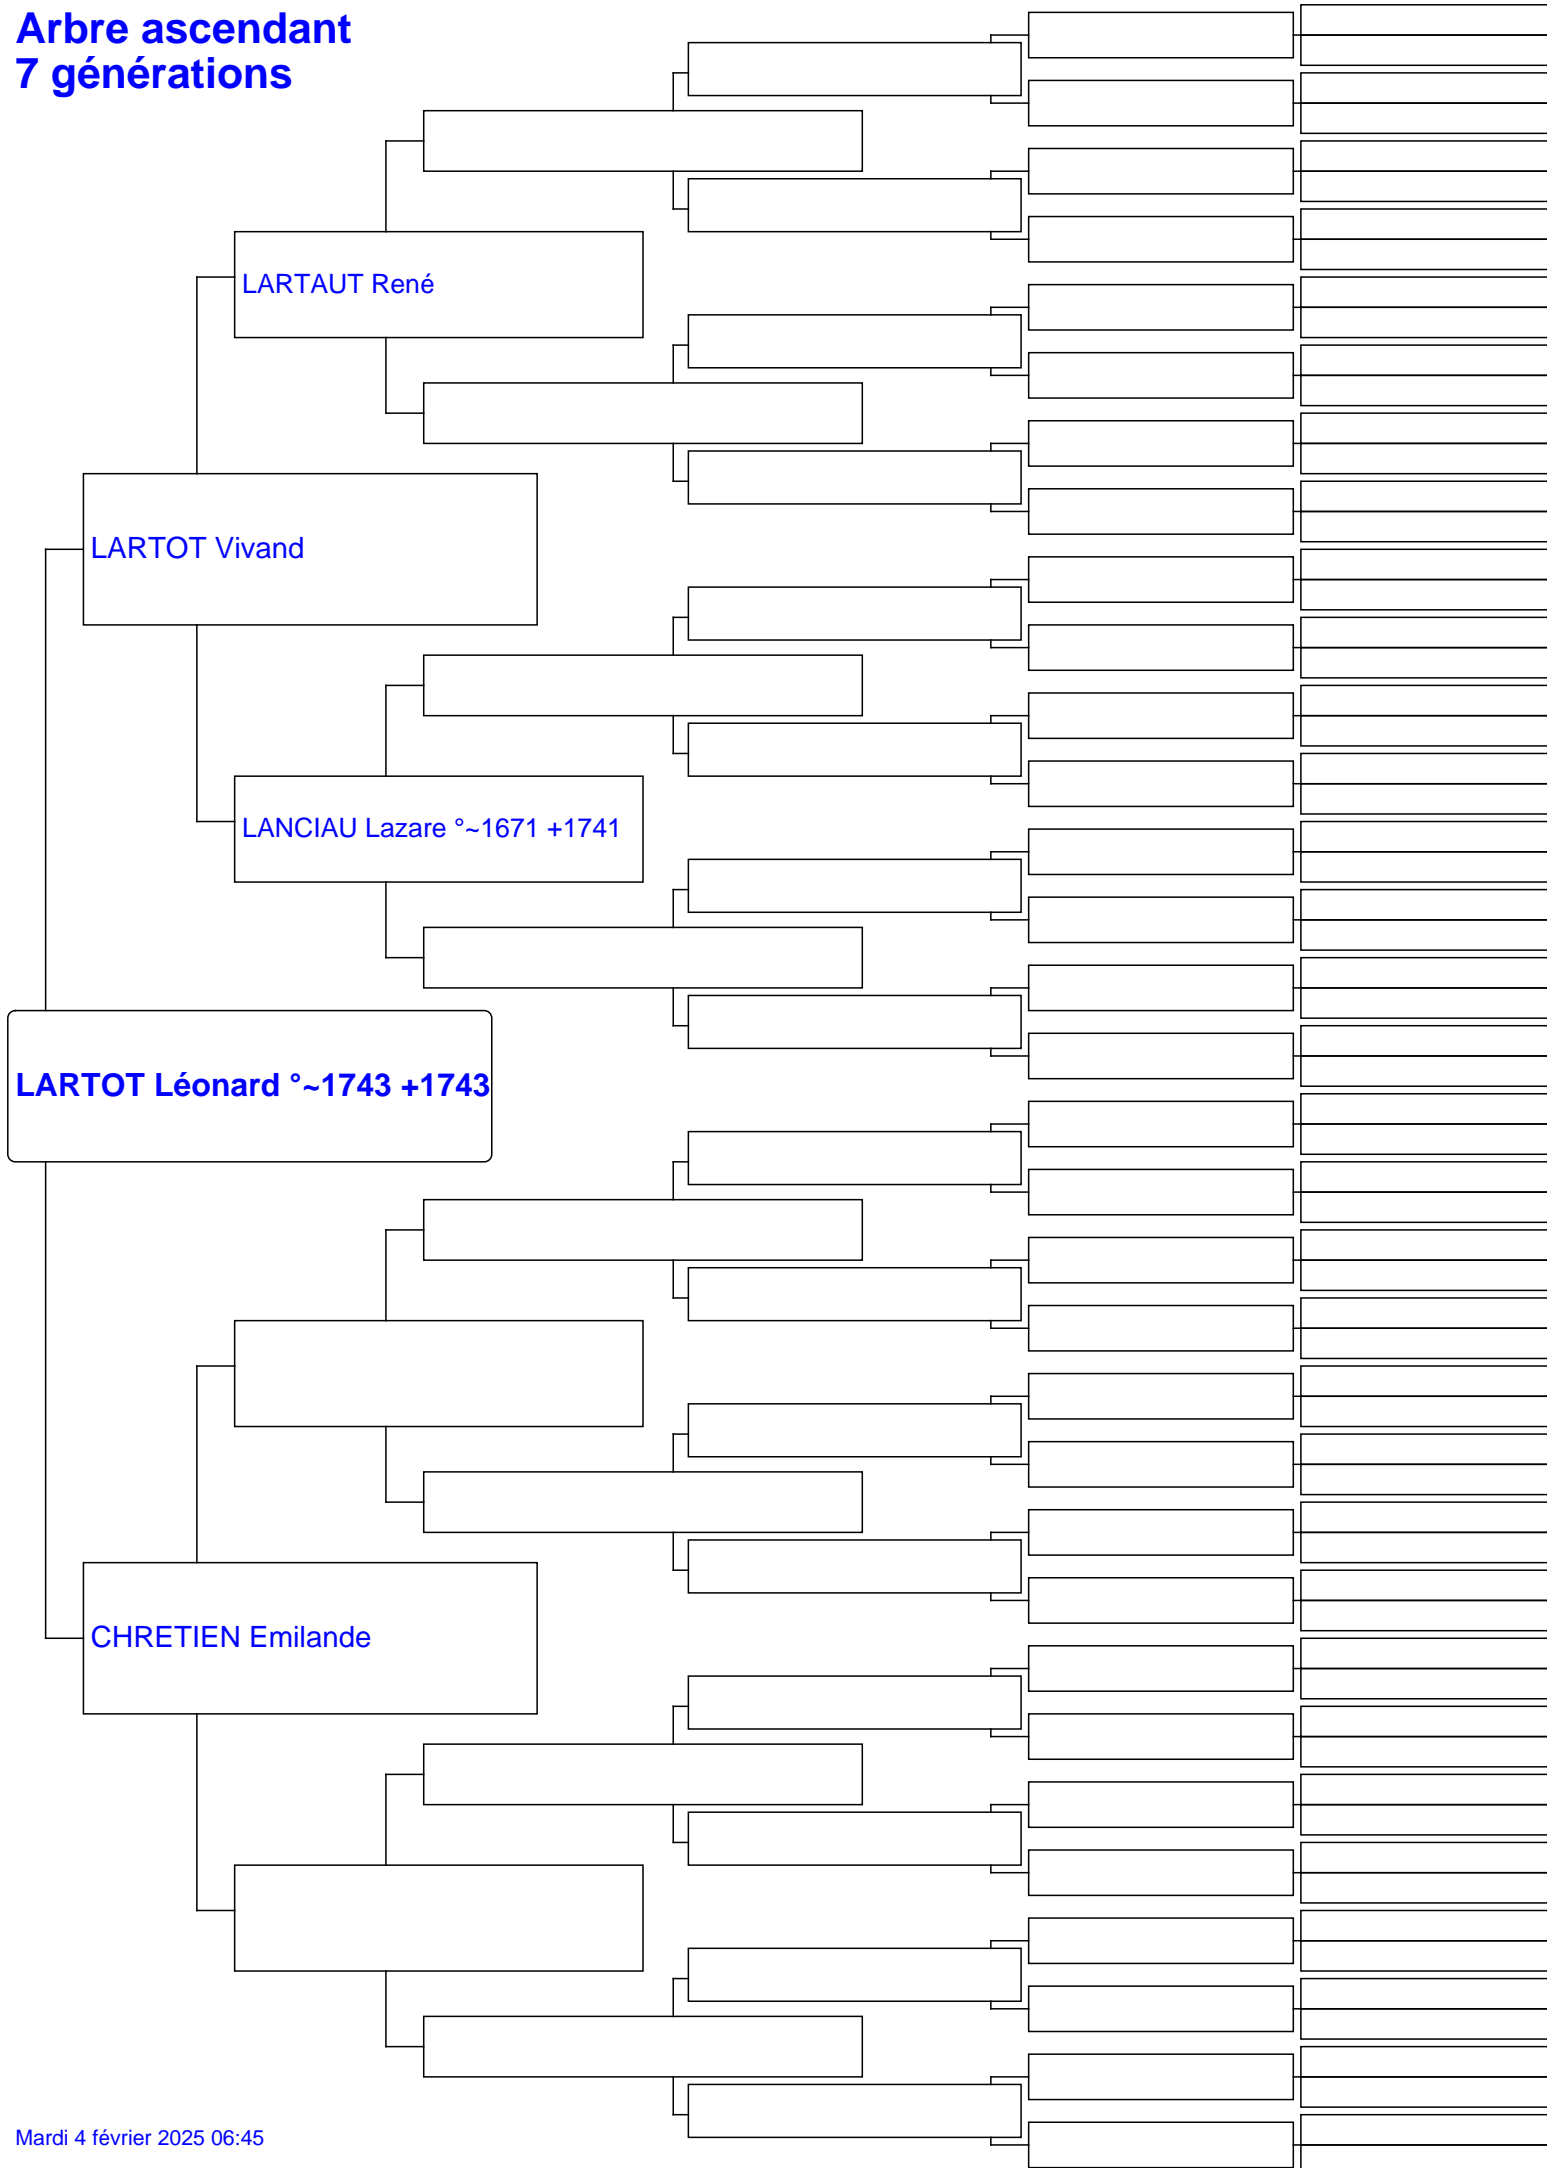 Arbre ascendant
7 générations
LARTAUT René
LARTOT Vivand
LANCIAU Lazare °~1671 +1741
LARTOT Léonard °~1743 +1743
CHRETIEN Emilande
Mardi 4 février 2025 06:45